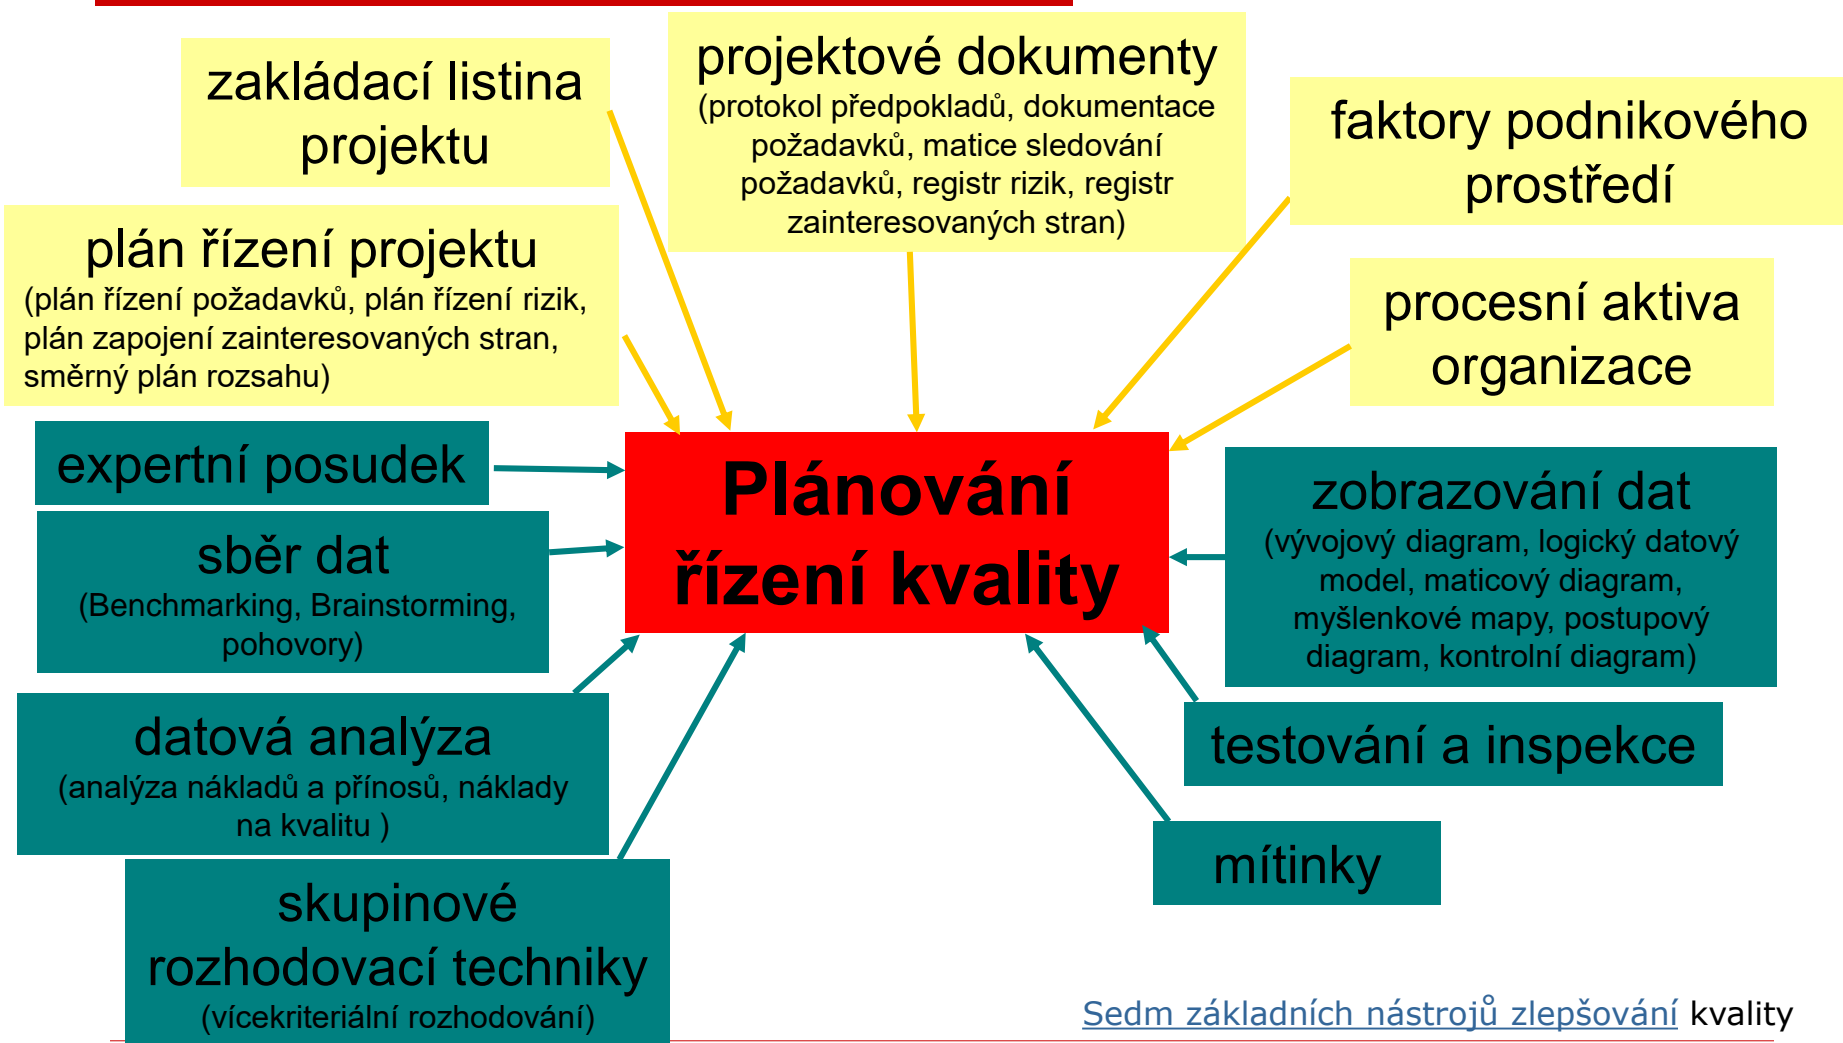 zakládací listina
projektu
projektové dokumenty
(protokol předpokladů, dokumentace
požadavků, matice sledování
požadavků, registr rizik, registr
zainteresovaných stran)
faktory podnikového
prostředí
plán řízení projektu
(plán řízení požadavků, plán řízení rizik,
plán zapojení zainteresovaných stran,
směrný plán rozsahu)
procesní aktiva
organizace
expertní posudek
Plánování
řízení kvality
zobrazování dat
(vývojový diagram, logický datový
model, maticový diagram,
myšlenkové mapy, postupový
diagram, kontrolní diagram)
sběr dat
(Benchmarking, Brainstorming,
pohovory)
datová analýza
(analýza nákladů a přínosů, náklady
na kvalitu )
testování a inspekce
mítinky
skupinové
rozhodovací techniky
(vícekriteriální rozhodování)
Sedm základních nástrojů zlepšování kvality